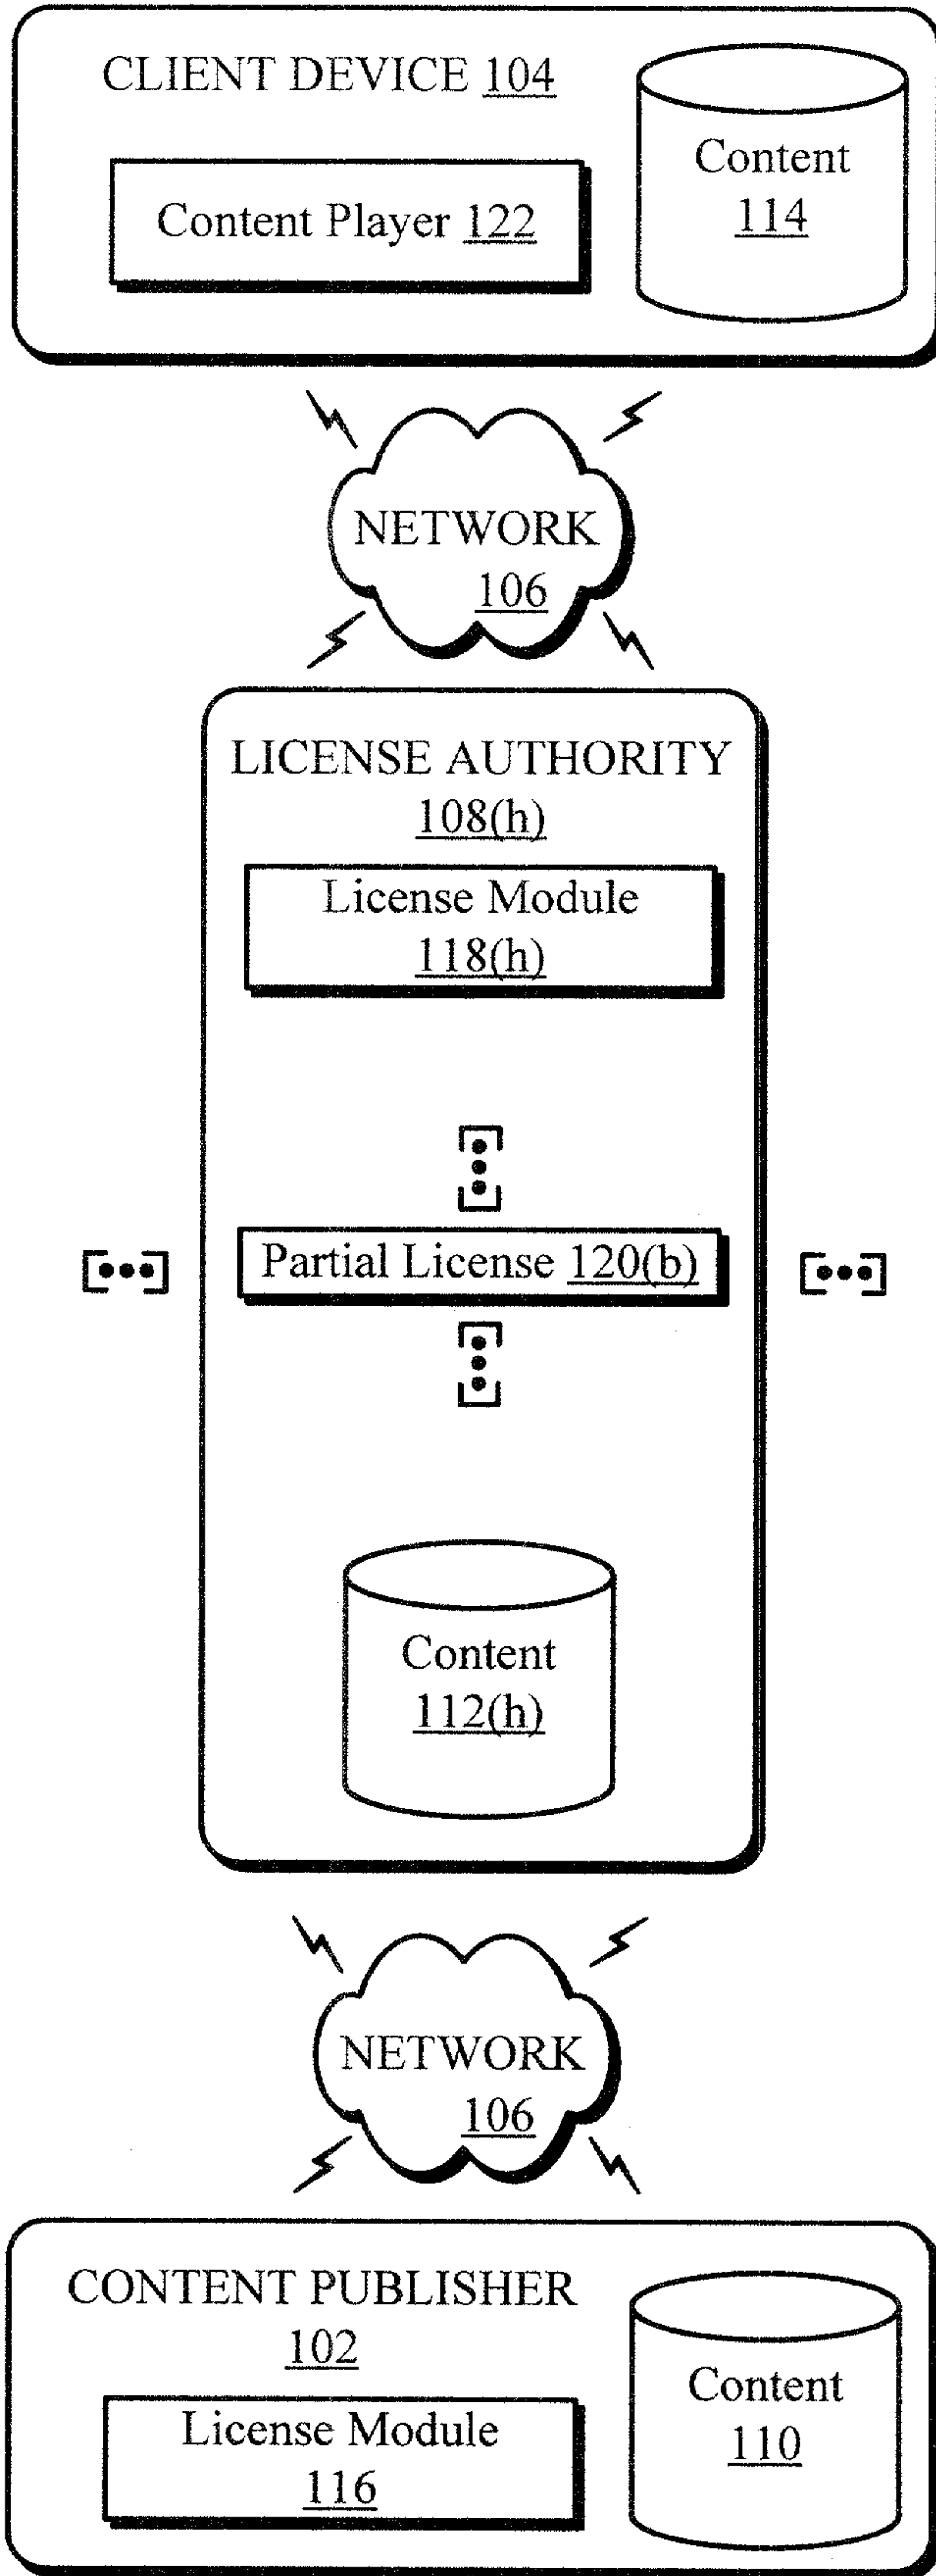 CLIENT DEVICE 104
Content Player 122
Content
114
NETWORK
106
LICENSE AUTHORITY
108(h)
License Module
118(h)
Partial License 120(b)
Content
112(h)
NETWORK
106
CONTENT PUBLISHER
102
License Module
116
Content
110